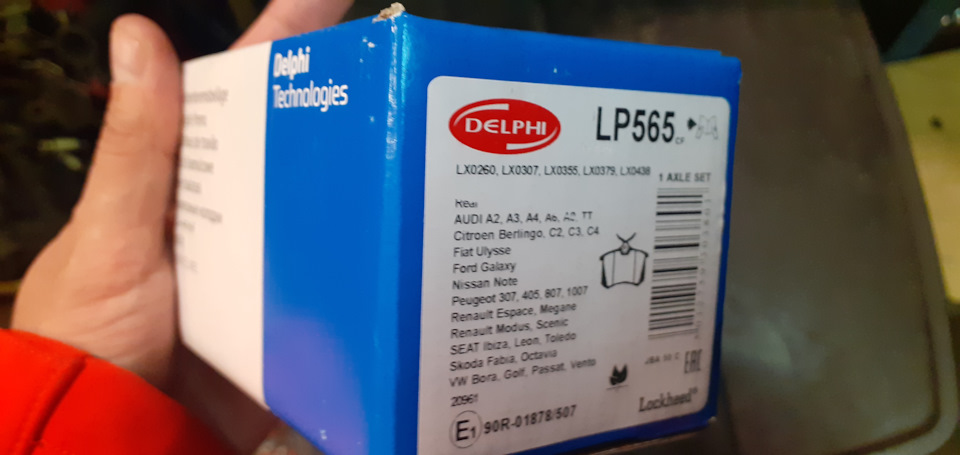 Delphi
Technologies
DELPHI
LP565
LX0260, LX0307, LX0355, LX0379, LX0438
1 AXLE SET
Rear
AUDI A2, A3, A4, A6, A2, TT
Citroen Berlingo, C2, C3, C4
Fiat Ulysse
Ford Galaxy
Nissan Note
Peugeot 307, 405, 807, 1007
Renault Espace, Megane
Renault Modus, Scenic
SEAT Ibiza, Leon, Toledo
Skoda Fabia, Octavia
VW Bora, Golf, Passat, Vento
20961
E1 90R-01878/507
EAC
Lockheed